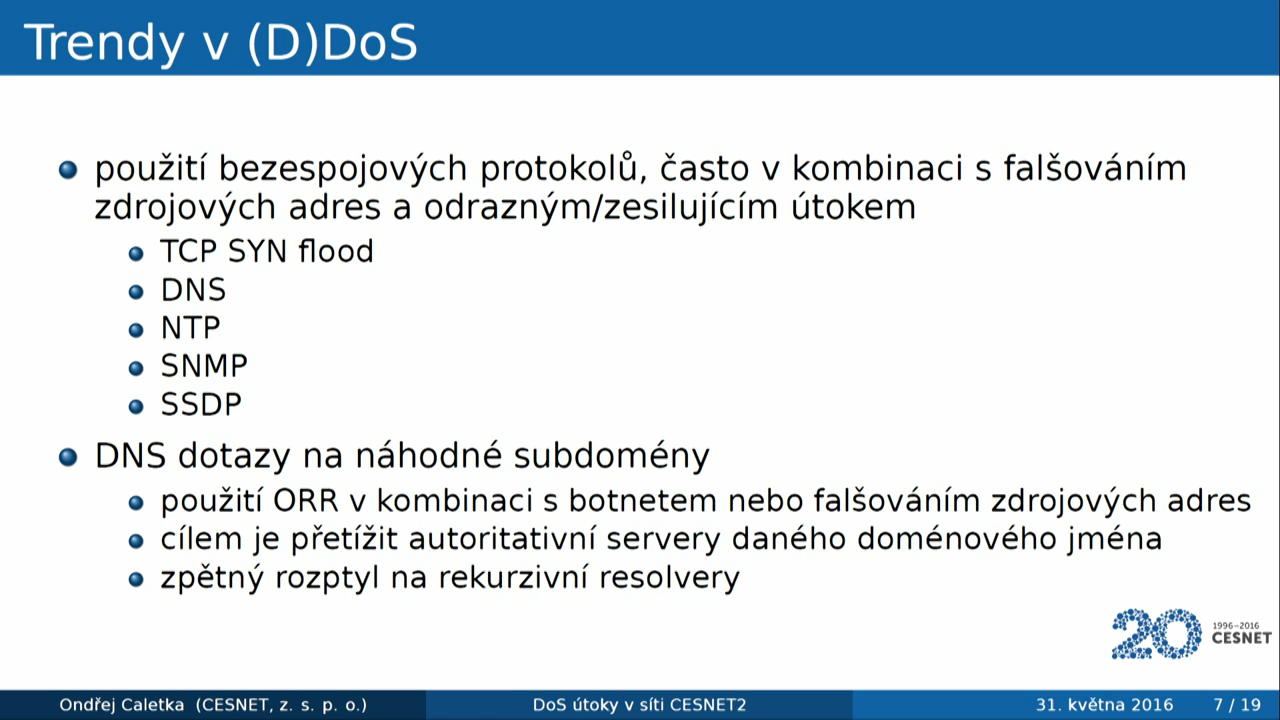 Trendy v (D)DoS
použití bezespojových protokolů, často v kombinaci s falšováním
zdrojových adres a odrazným/zesilujícím útokem
TCP SYN flood
DNS
NTP
SNMP
SSDP
DNS dotazy na náhodné subdomény
použití ORR v kombinaci s botnetem nebo falšováním zdrojových adres
cílem je přetížit autoritativní servery daného doménového jména
zpětný rozptyl na rekurzivní resolvery
20
1996–2016
CESNET
Ondřej Caletka (CESNET, z. s. p. o.)
DoS útoky v síti CESNET2
31. května 2016
7 / 19